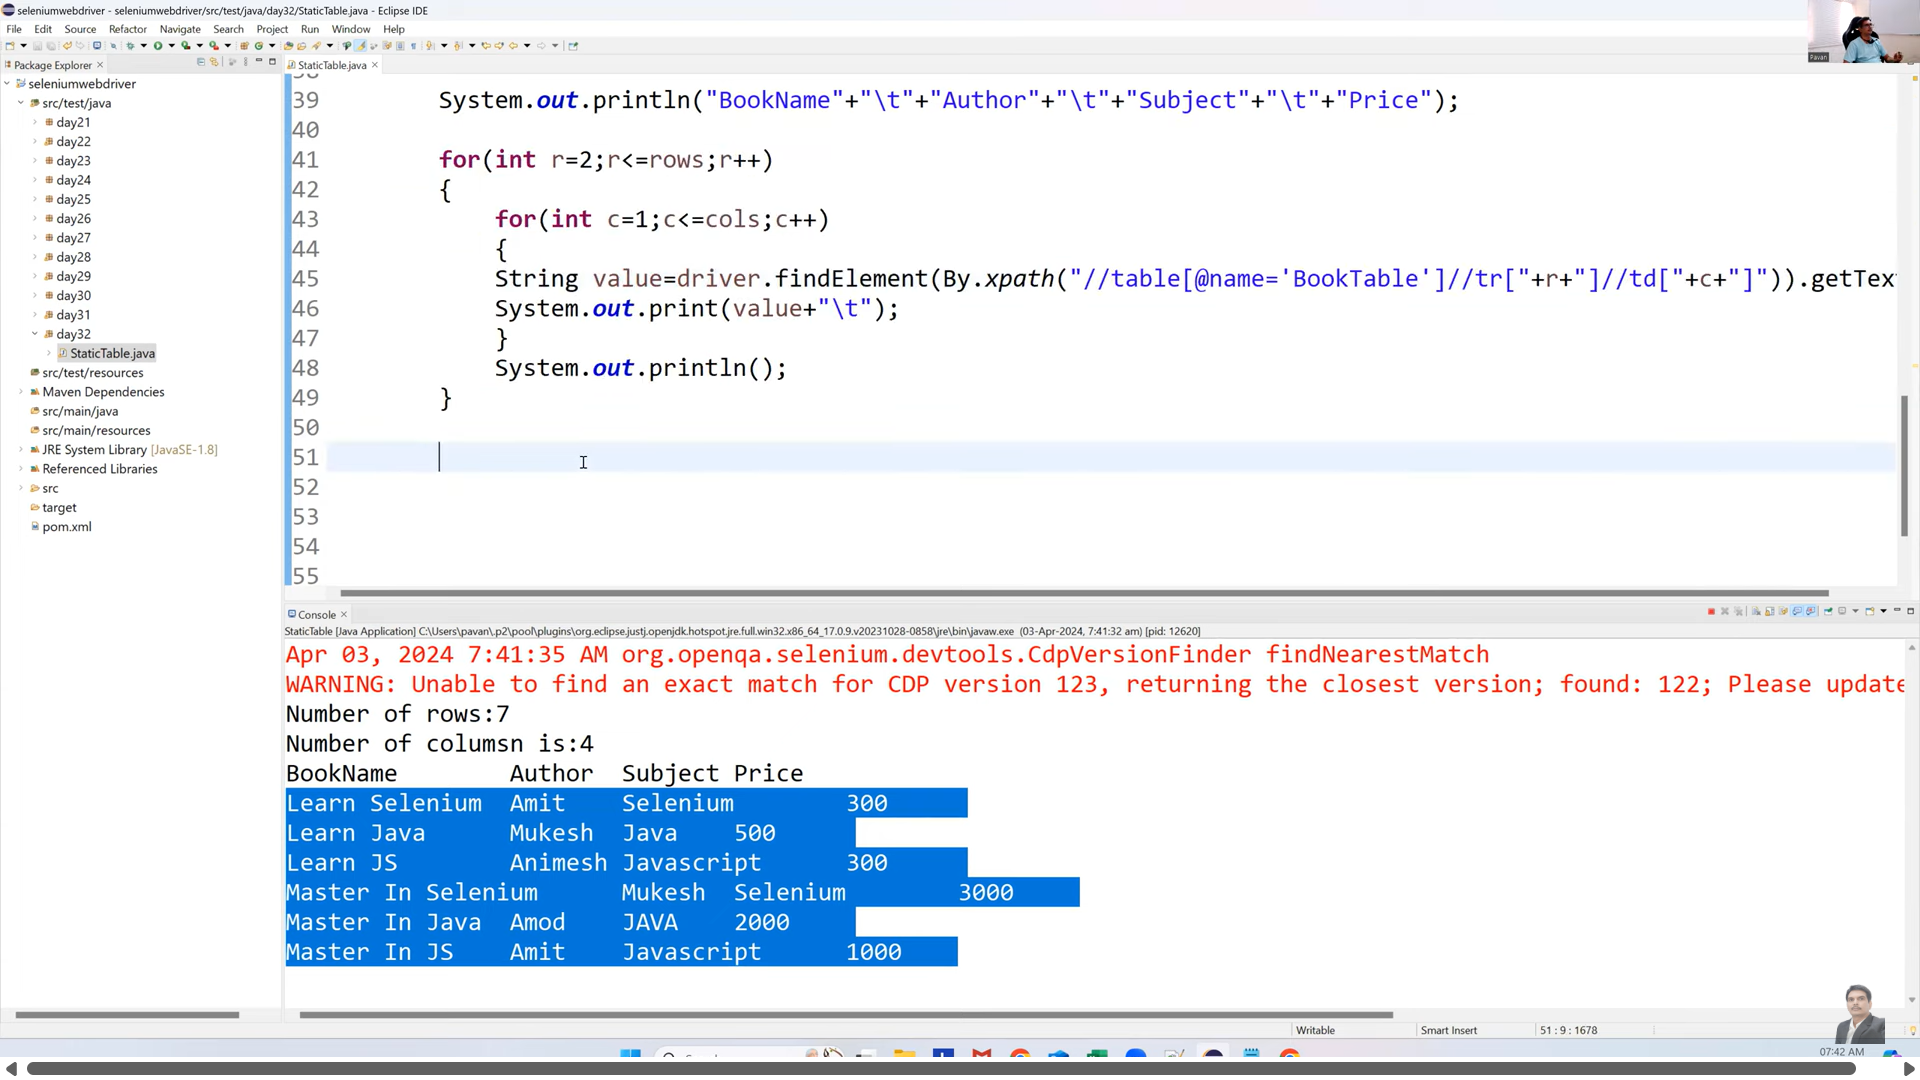 seleniumwebdriver - seleniumwebdriver/src/test/java/day32/StaticTable.java - Eclipse IDE
File Edit Source Refactor Navigate Search Project Run Window Help
Package Explorer
seleniumwebdriver
src/test/java
day21
day22
day23
day24
day25
day26
day27
day28
day29
day30
day31
day32
StaticTable.java
src/test/resources
Maven Dependencies
src/main/java
src/main/resources
JRE System Library [JavaSE-1.8]
Referenced Libraries
src
target
pom.xml
StaticTable.java
39 System.out.println("BookName"+"\t"+"Author"+"\t"+"Subject"+"\t"+"Price");
40
41 for(int r=2;r<=rows;r++)
42 {
43 for(int c=1;c<=cols;c++)
44 {
45 String value=driver.findElement(By.xpath("//table[@name='BookTable']//tr["+r+"]//td["+c+"]")).getTex
46 System.out.print(value+"\t");
47 }
48 System.out.println();
49 }
50
51
52
53
54
55
Console
StaticTable [Java Application] C:\Users\pavan\.p2\pool\plugins\org.eclipse.justj.openjdk.hotspot.jre.full.win32.x86_64_17.0.9.v20231028-0858\jre\bin\javaw.exe (03-Apr-2024, 7:41:32 am) [pid: 12620]
Apr 03, 2024 7:41:35 AM org.openqa.selenium.devtools.CdpVersionFinder findNearestMatch
WARNING: Unable to find an exact match for CDP version 123, returning the closest version; found: 122; Please update
Number of rows:7
Number of columsn is:4
BookName Author Subject Price
Learn Selenium Amit Selenium 300
Learn Java Mukesh Java 500
Learn JS Animesh Javascript 300
Master In Selenium Mukesh Selenium 3000
Master In Java Amod JAVA 2000
Master In JS Amit Javascript 1000
Writable Smart Insert 51 : 9 : 1678
07:42 AM
Pavan